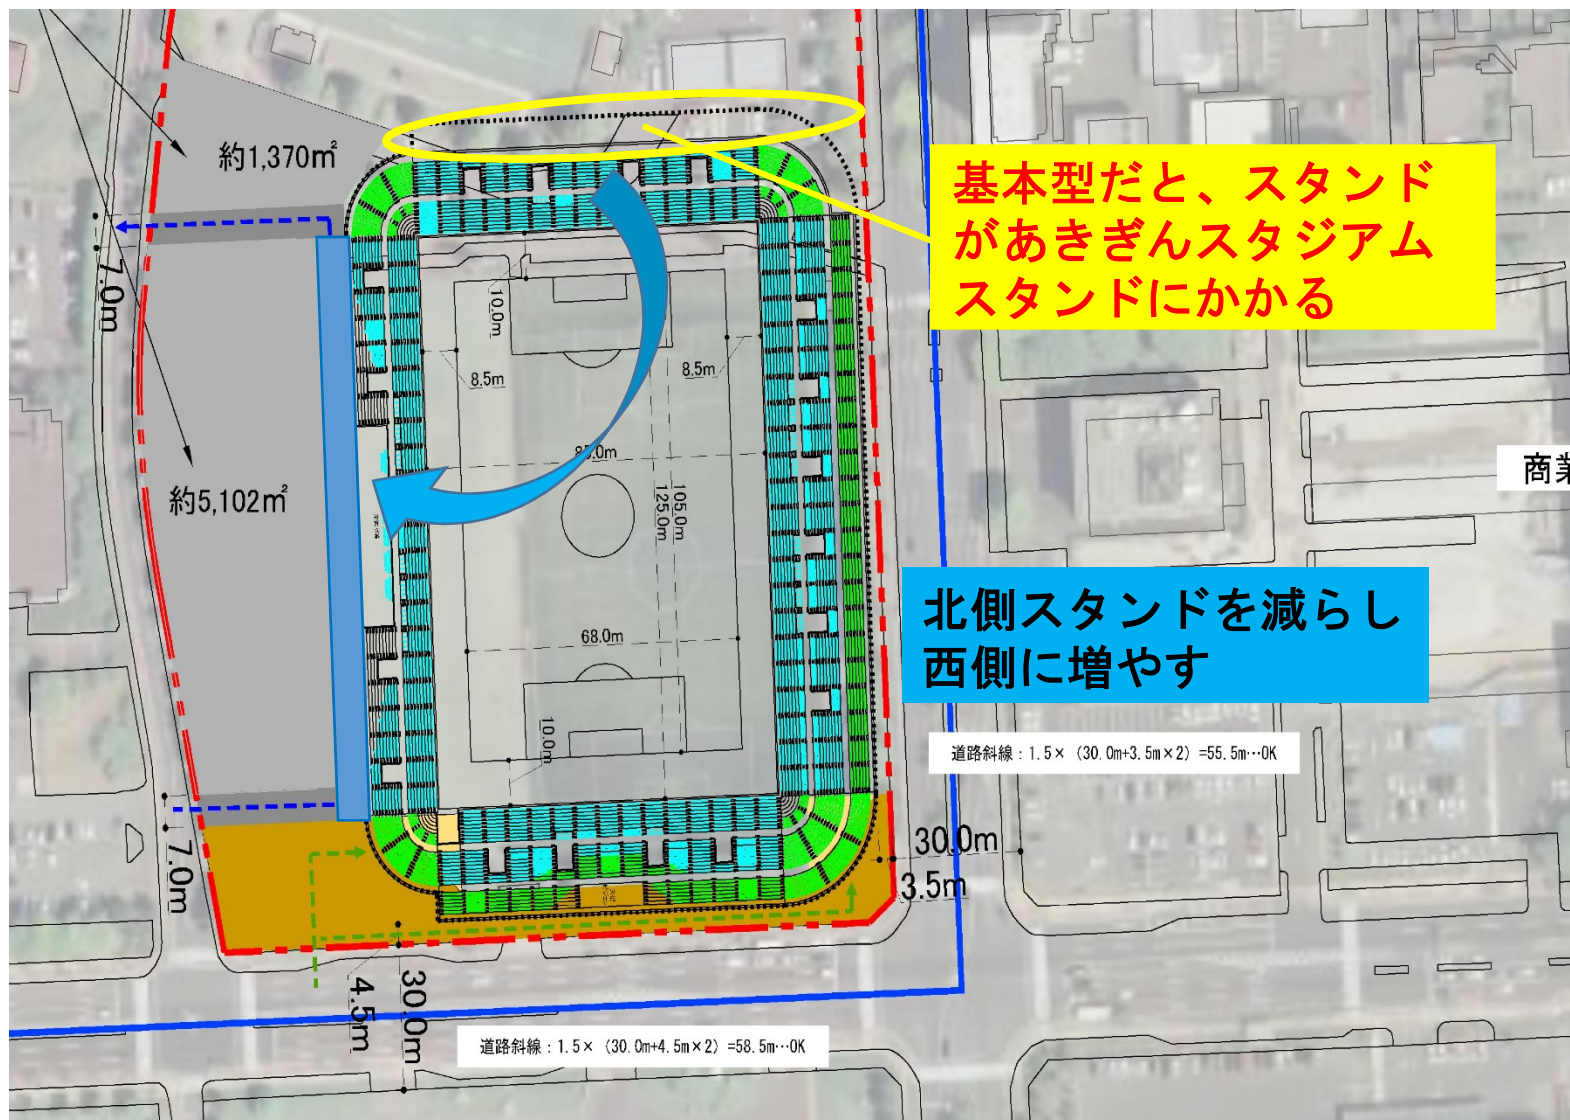 約1,370㎡
基本型だと、スタンド
があきぎんスタジアム
スタンドにかかる
7.0m
10.0m
8.5m
8.5m
85.0m
商業
約5,102㎡
105.0m
125.0m
北側スタンドを減らし
西側に増やす
68.0m
10.0m
道路斜線：1.5×（30.0m+3.5m×2）=55.5m…OK
7.0m
30.0m
3.5m
4.5m
30.0m
道路斜線：1.5×（30.0m+4.5m×2）=58.5m…OK